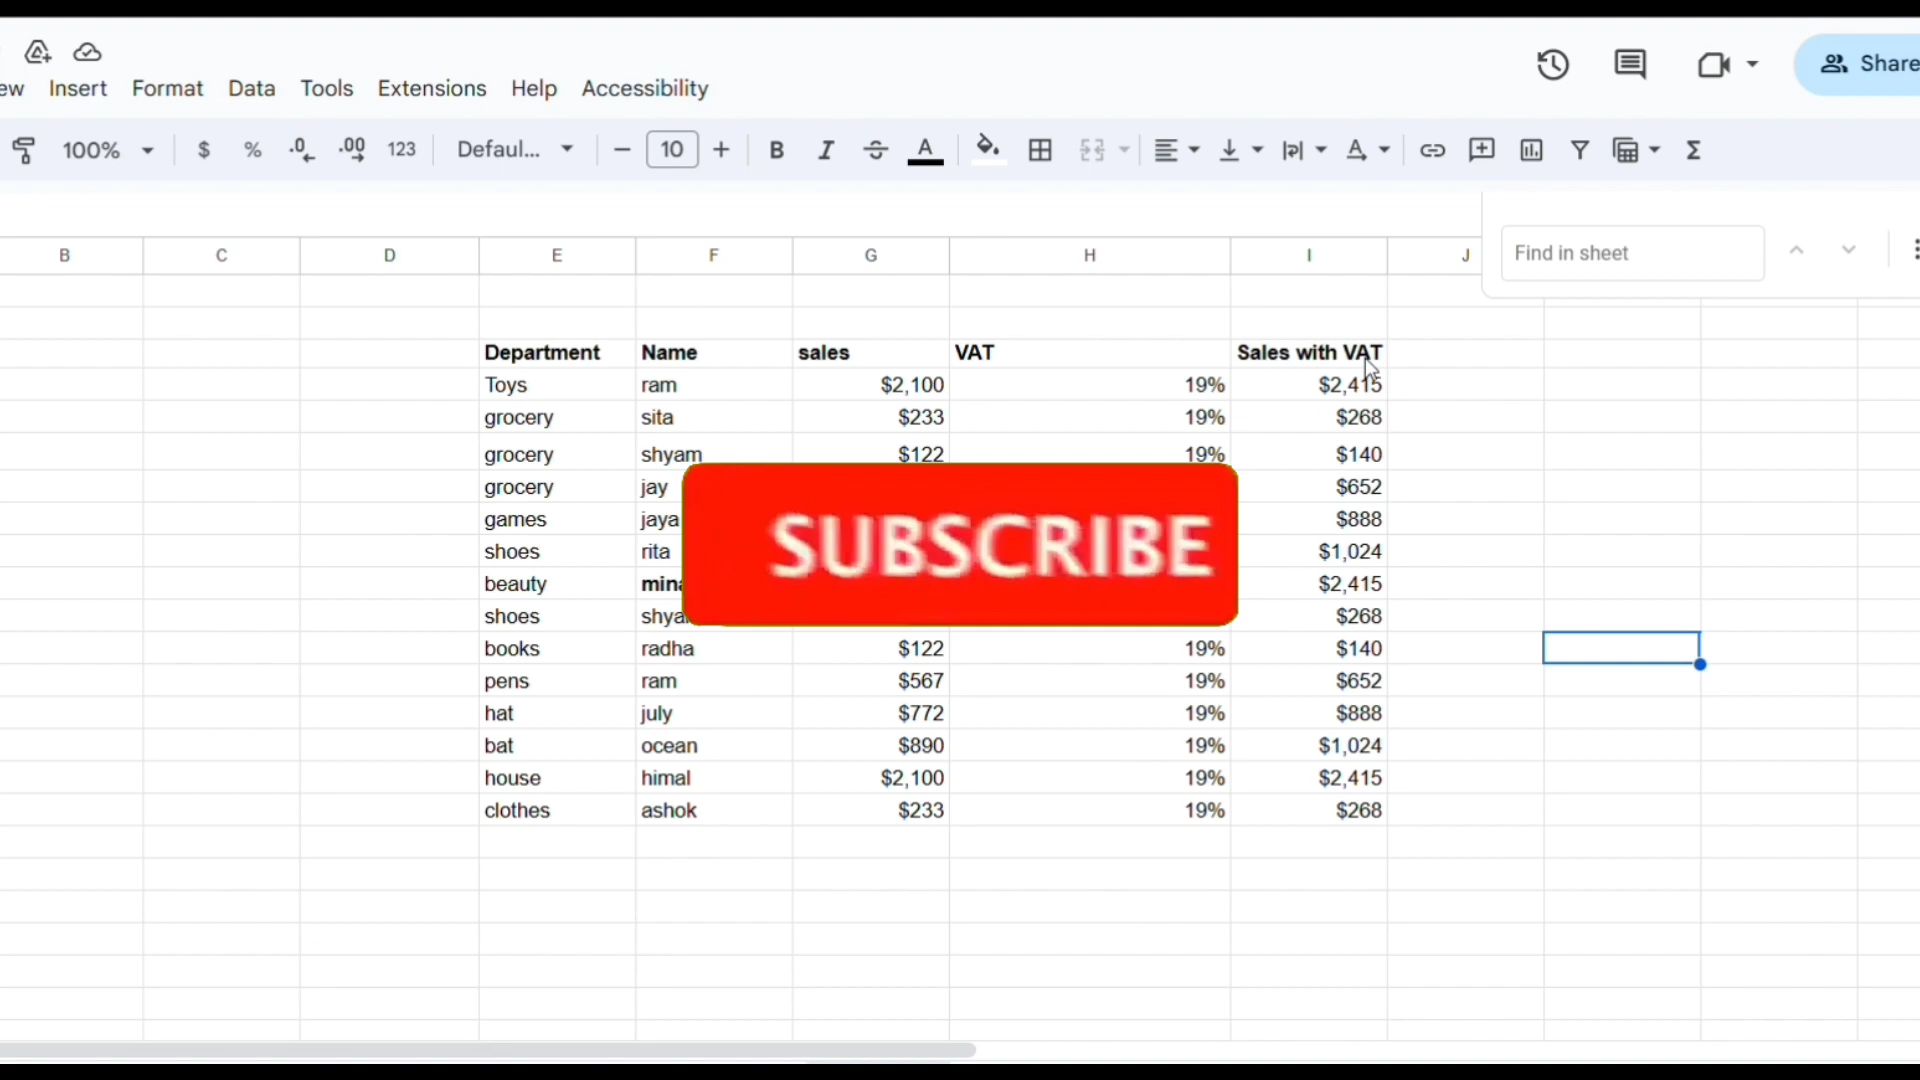 ew Insert Format Data Tools Extensions Help Accessibility
Share
100% $ % .0 .00 123 Defaul... − 10 + B I A A Σ
Find in sheet
B C D E F G H I J
Department Name sales VAT Sales with VAT
Toys ram $2,100 19% $2,415
grocery sita $233 19% $268
grocery shyam $122 19% $140
grocery jay $652
games jaya $888
shoes rita $1,024
beauty mina $2,415
shoes shya $268
SUBSCRIBE
books radha $122 19% $140
pens ram $567 19% $652
hat july $772 19% $888
bat ocean $890 19% $1,024
house himal $2,100 19% $2,415
clothes ashok $233 19% $268